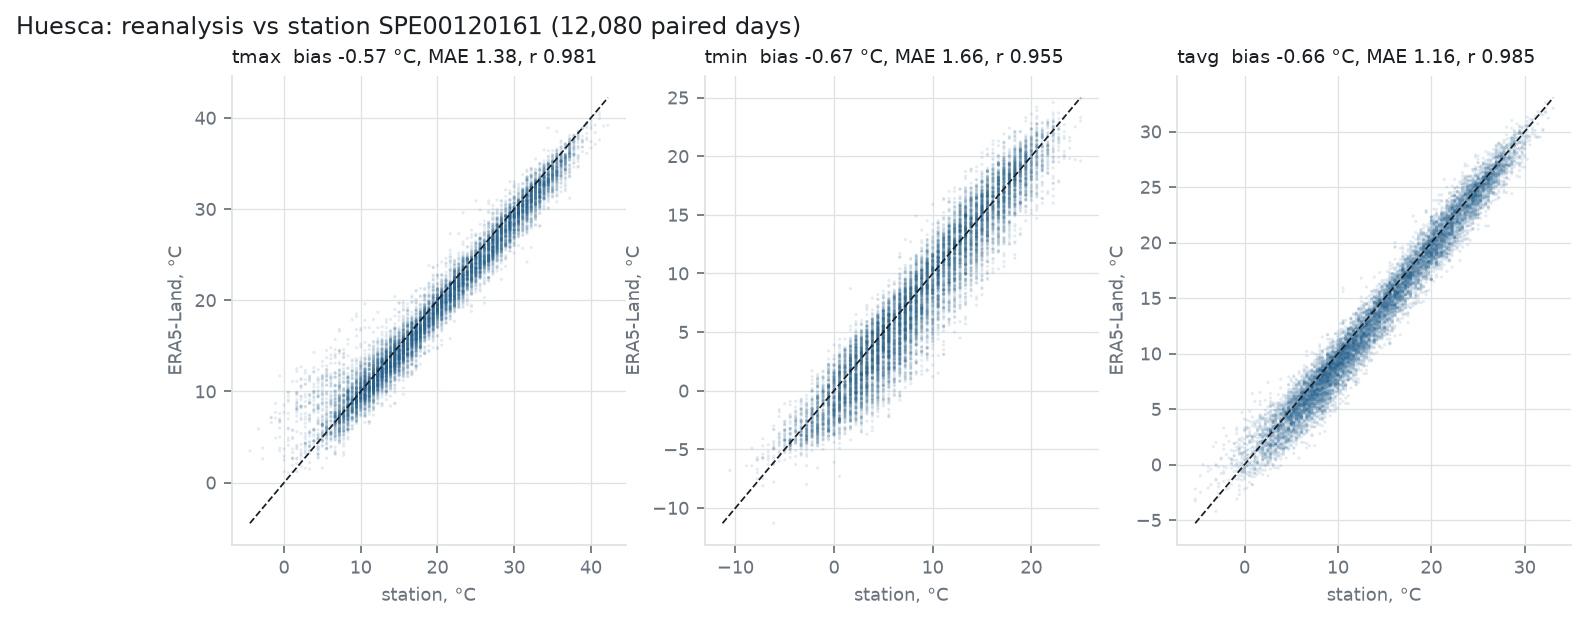 Huesca: reanalysis vs station SPE00120161 (12,080 paired days)
tmax  bias -0.57 °C, MAE 1.38, r 0.981
40
30
20
10
0
ERA5-Land, °C
0 10 20 30 40
station, °C
tmin  bias -0.67 °C, MAE 1.66, r 0.955
25
20
15
10
5
0
−5
−10
ERA5-Land, °C
−10 0 10 20
station, °C
tavg  bias -0.66 °C, MAE 1.16, r 0.985
30
25
20
15
10
5
0
−5
ERA5-Land, °C
0 10 20 30
station, °C